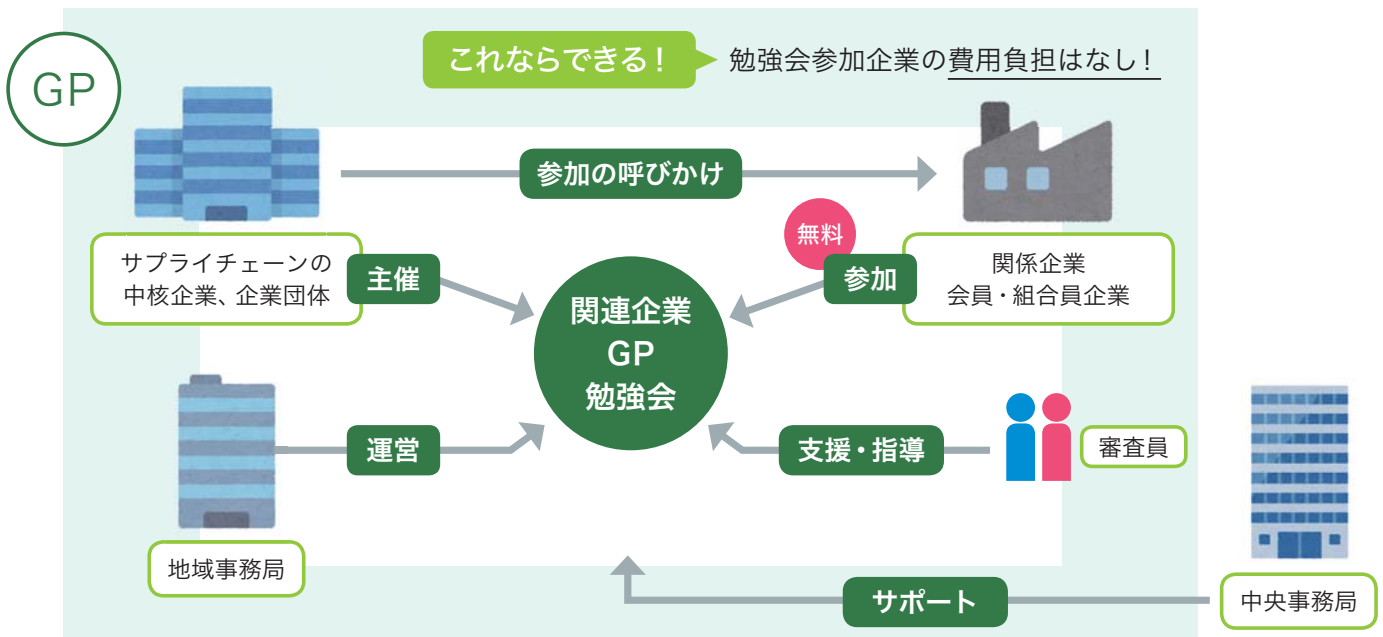 GP
これならできる！
勉強会参加企業の費用負担はなし！
参加の呼びかけ
サプライチェーンの
中核企業、企業団体
主催
無料
参加
関係企業
会員・組合員企業
関連企業
GP
勉強会
運営
支援・指導
審査員
地域事務局
サポート
中央事務局